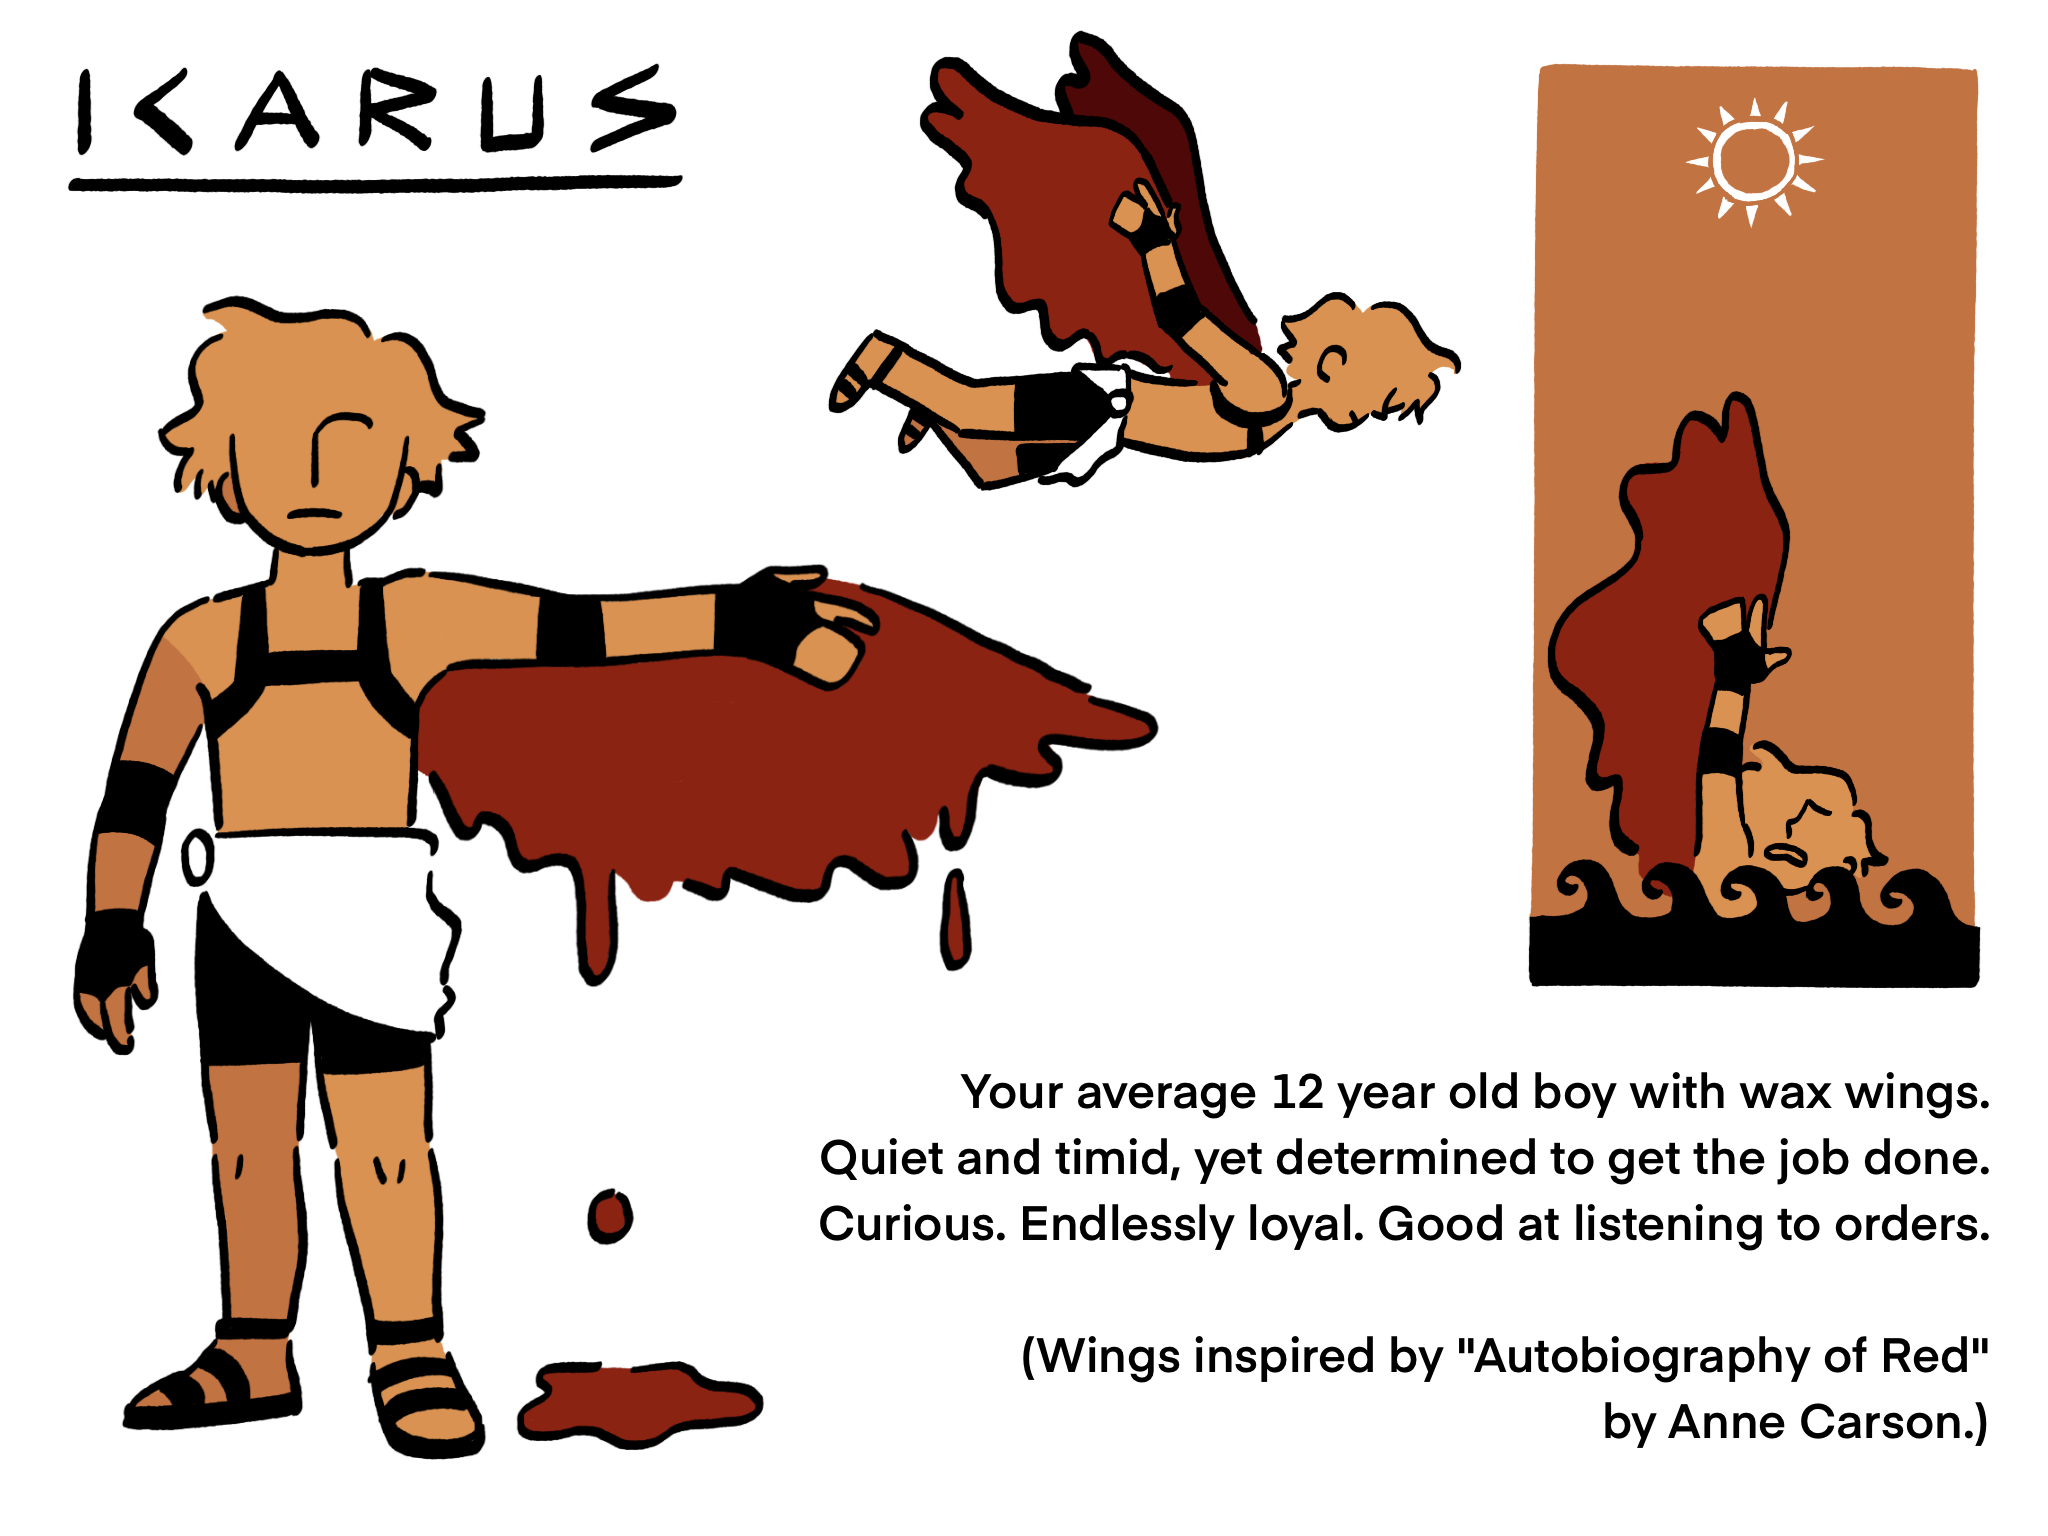 ICARUS
Your average 12 year old boy with wax wings.
Quiet and timid, yet determined to get the job done.
Curious. Endlessly loyal. Good at listening to orders.
(Wings inspired by "Autobiography of Red"
by Anne Carson.)